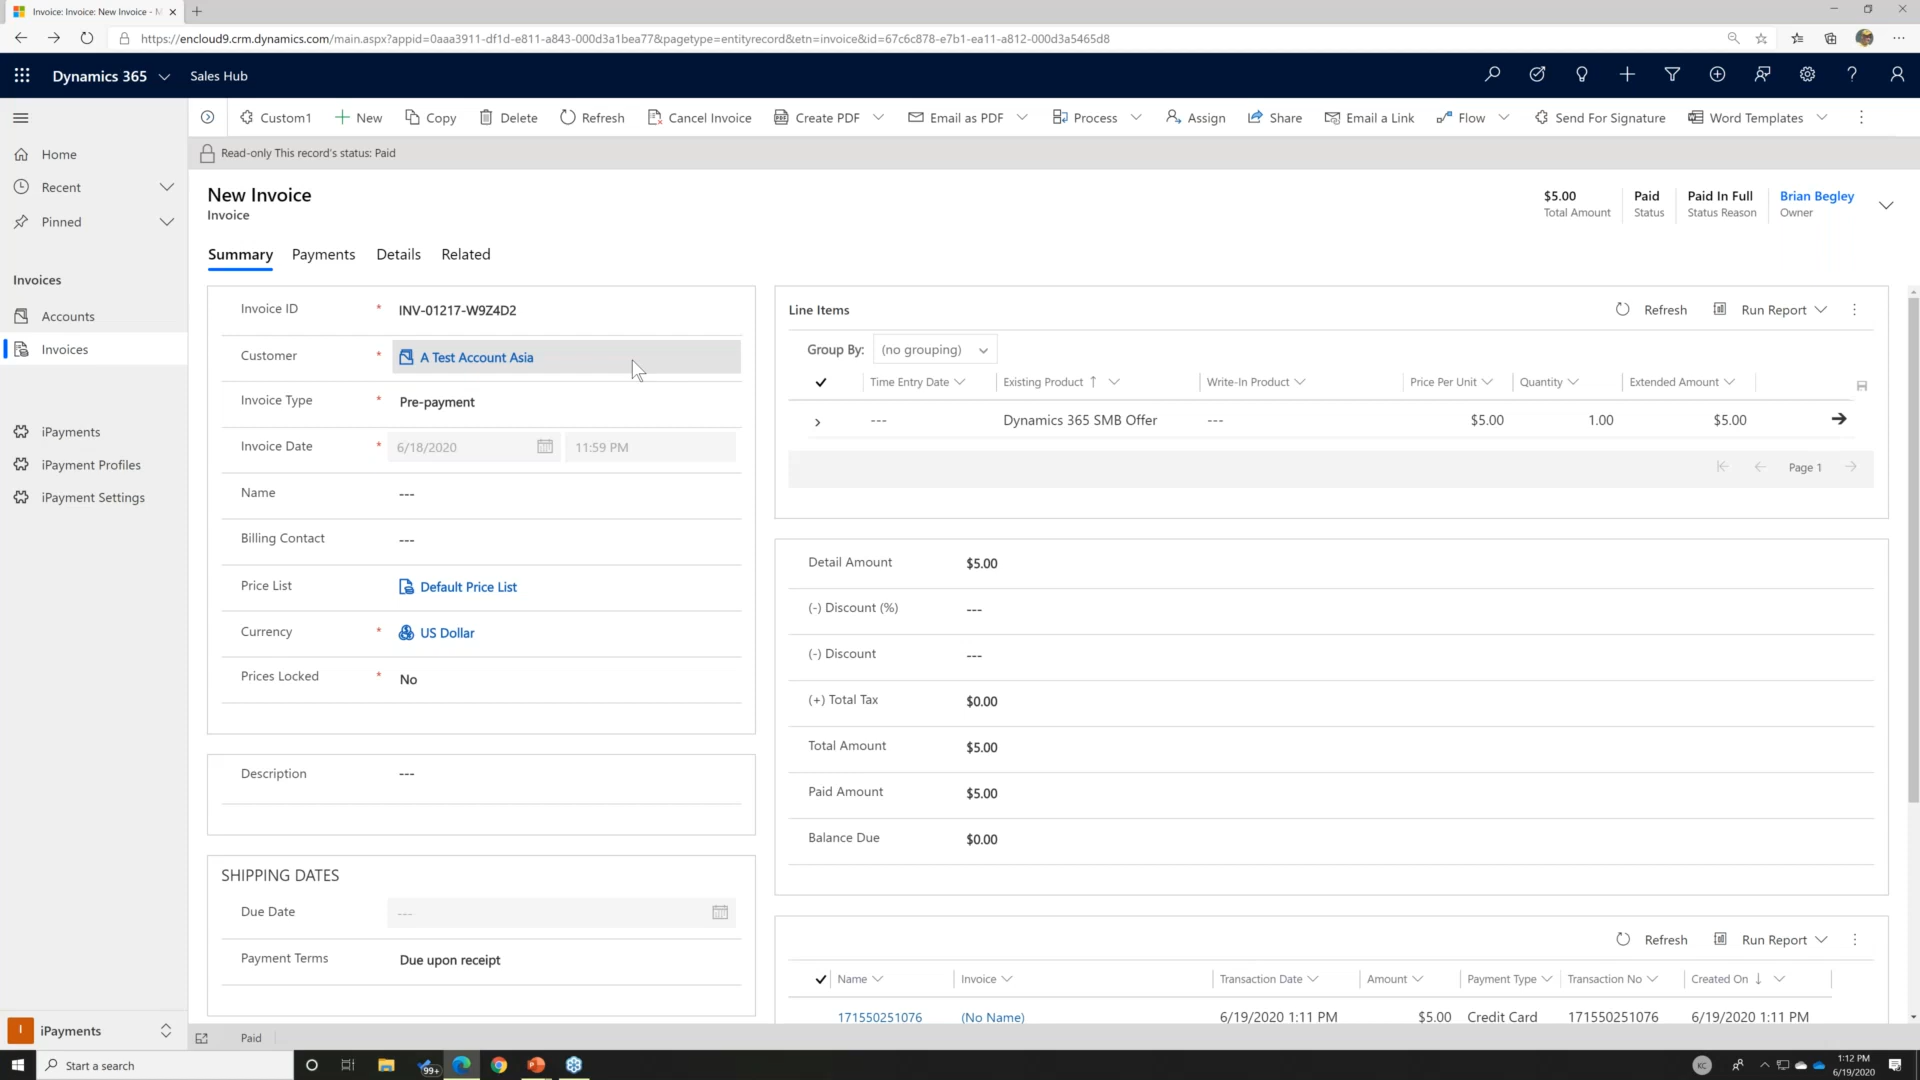 Invoice: Invoice: New Invoice - M
https://encloud9.crm.dynamics.com/main.aspx?appid=0aaa3911-df1d-e811-a843-000d3a1bea77&pagetype=entityrecord&etn=invoice&id=67c6c878-e7b1-ea11-a812-000d3a5465d8
Dynamics 365 Sales Hub
Custom1 New Copy Delete Refresh Cancel Invoice Create PDF Email as PDF Process Assign Share Email a Link Flow Send For Signature Word Templates
Read-only This record's status: Paid
Home
Recent
Pinned
Invoices
Accounts
Invoices
iPayments
iPayment Profiles
iPayment Settings
New Invoice
Invoice
$5.00 Paid Paid In Full Brian Begley
Total Amount Status Status Reason Owner
Summary Payments Details Related
Invoice ID * INV-01217-W9Z4D2
Customer * A Test Account Asia
Invoice Type * Pre-payment
Invoice Date * 6/18/2020 11:59 PM
Name ---
Billing Contact ---
Price List Default Price List
Currency * US Dollar
Prices Locked * No
Description ---
SHIPPING DATES
Due Date ---
Payment Terms Due upon receipt
Line Items Refresh Run Report
Group By: (no grouping)
Time Entry Date Existing Product Write-In Product Price Per Unit Quantity Extended Amount
--- Dynamics 365 SMB Offer --- $5.00 1.00 $5.00
Page 1
Detail Amount $5.00
(-) Discount (%) ---
(-) Discount ---
(+) Total Tax $0.00
Total Amount $5.00
Paid Amount $5.00
Balance Due $0.00
Refresh Run Report
Name Invoice Transaction Date Amount Payment Type Transaction No Created On
171550251076 (No Name) 6/19/2020 1:11 PM $5.00 Credit Card 171550251076 6/19/2020 1:11 PM
I iPayments
Paid
Start a search
99+
KC
1:12 PM
6/19/2020